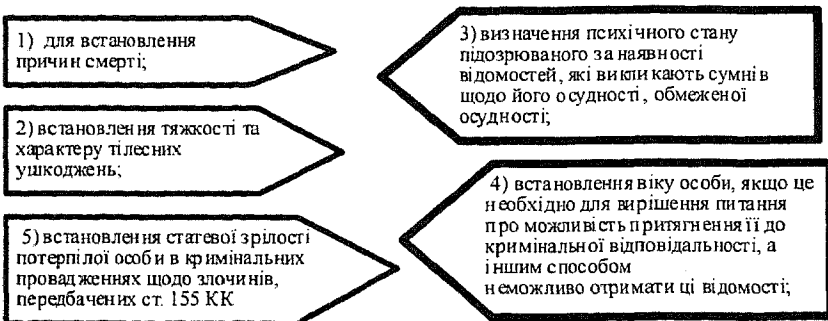 1) для встановлення
причин смерті;
2) встановлення тяжкості та
характеру тілесних
ушкоджень;
3) визначення психічного стану
підозрюваного за наявності
відомостей, які викликають сумнів
щодо його осудності, обмеженої
осудності;
4) встановлення віку особи, якщо це
необхідно для вирішення питання
про можливість притягнення її до
кримінальної відповідальності, а
іншим способом
неможливо отримати ці відомості;
5) встановлення статевої зрілості
потерпілої особи в кримінальних
провадженнях щодо злочинів,
передбачених ст. 155 КК